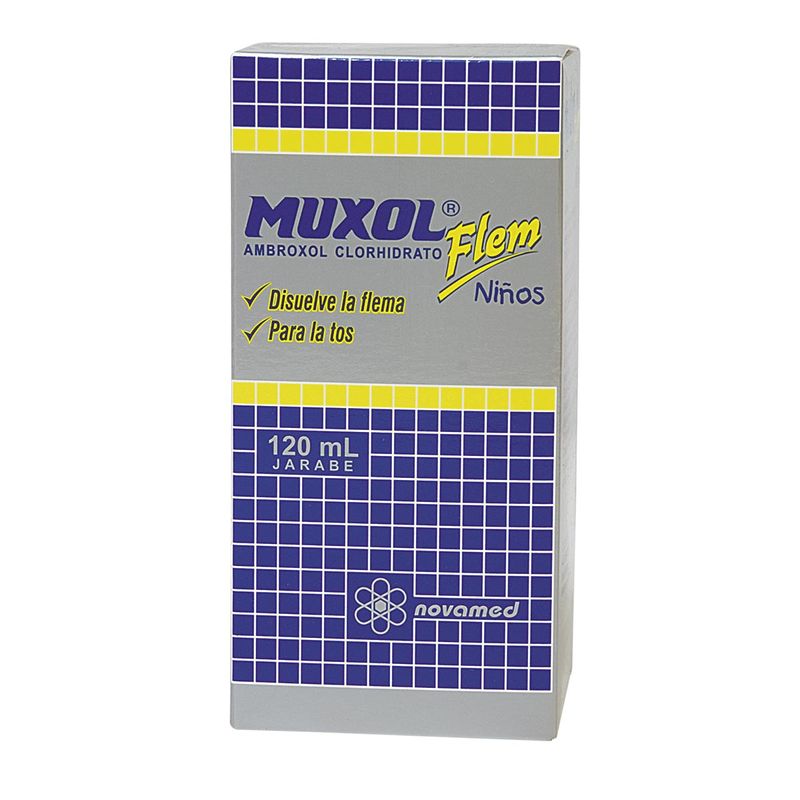 MUXOL®
Flem
AMBROXOL CLORHIDRATO
Niños
Disuelve la flema
Para la tos
120 mL
JARABE
novamed